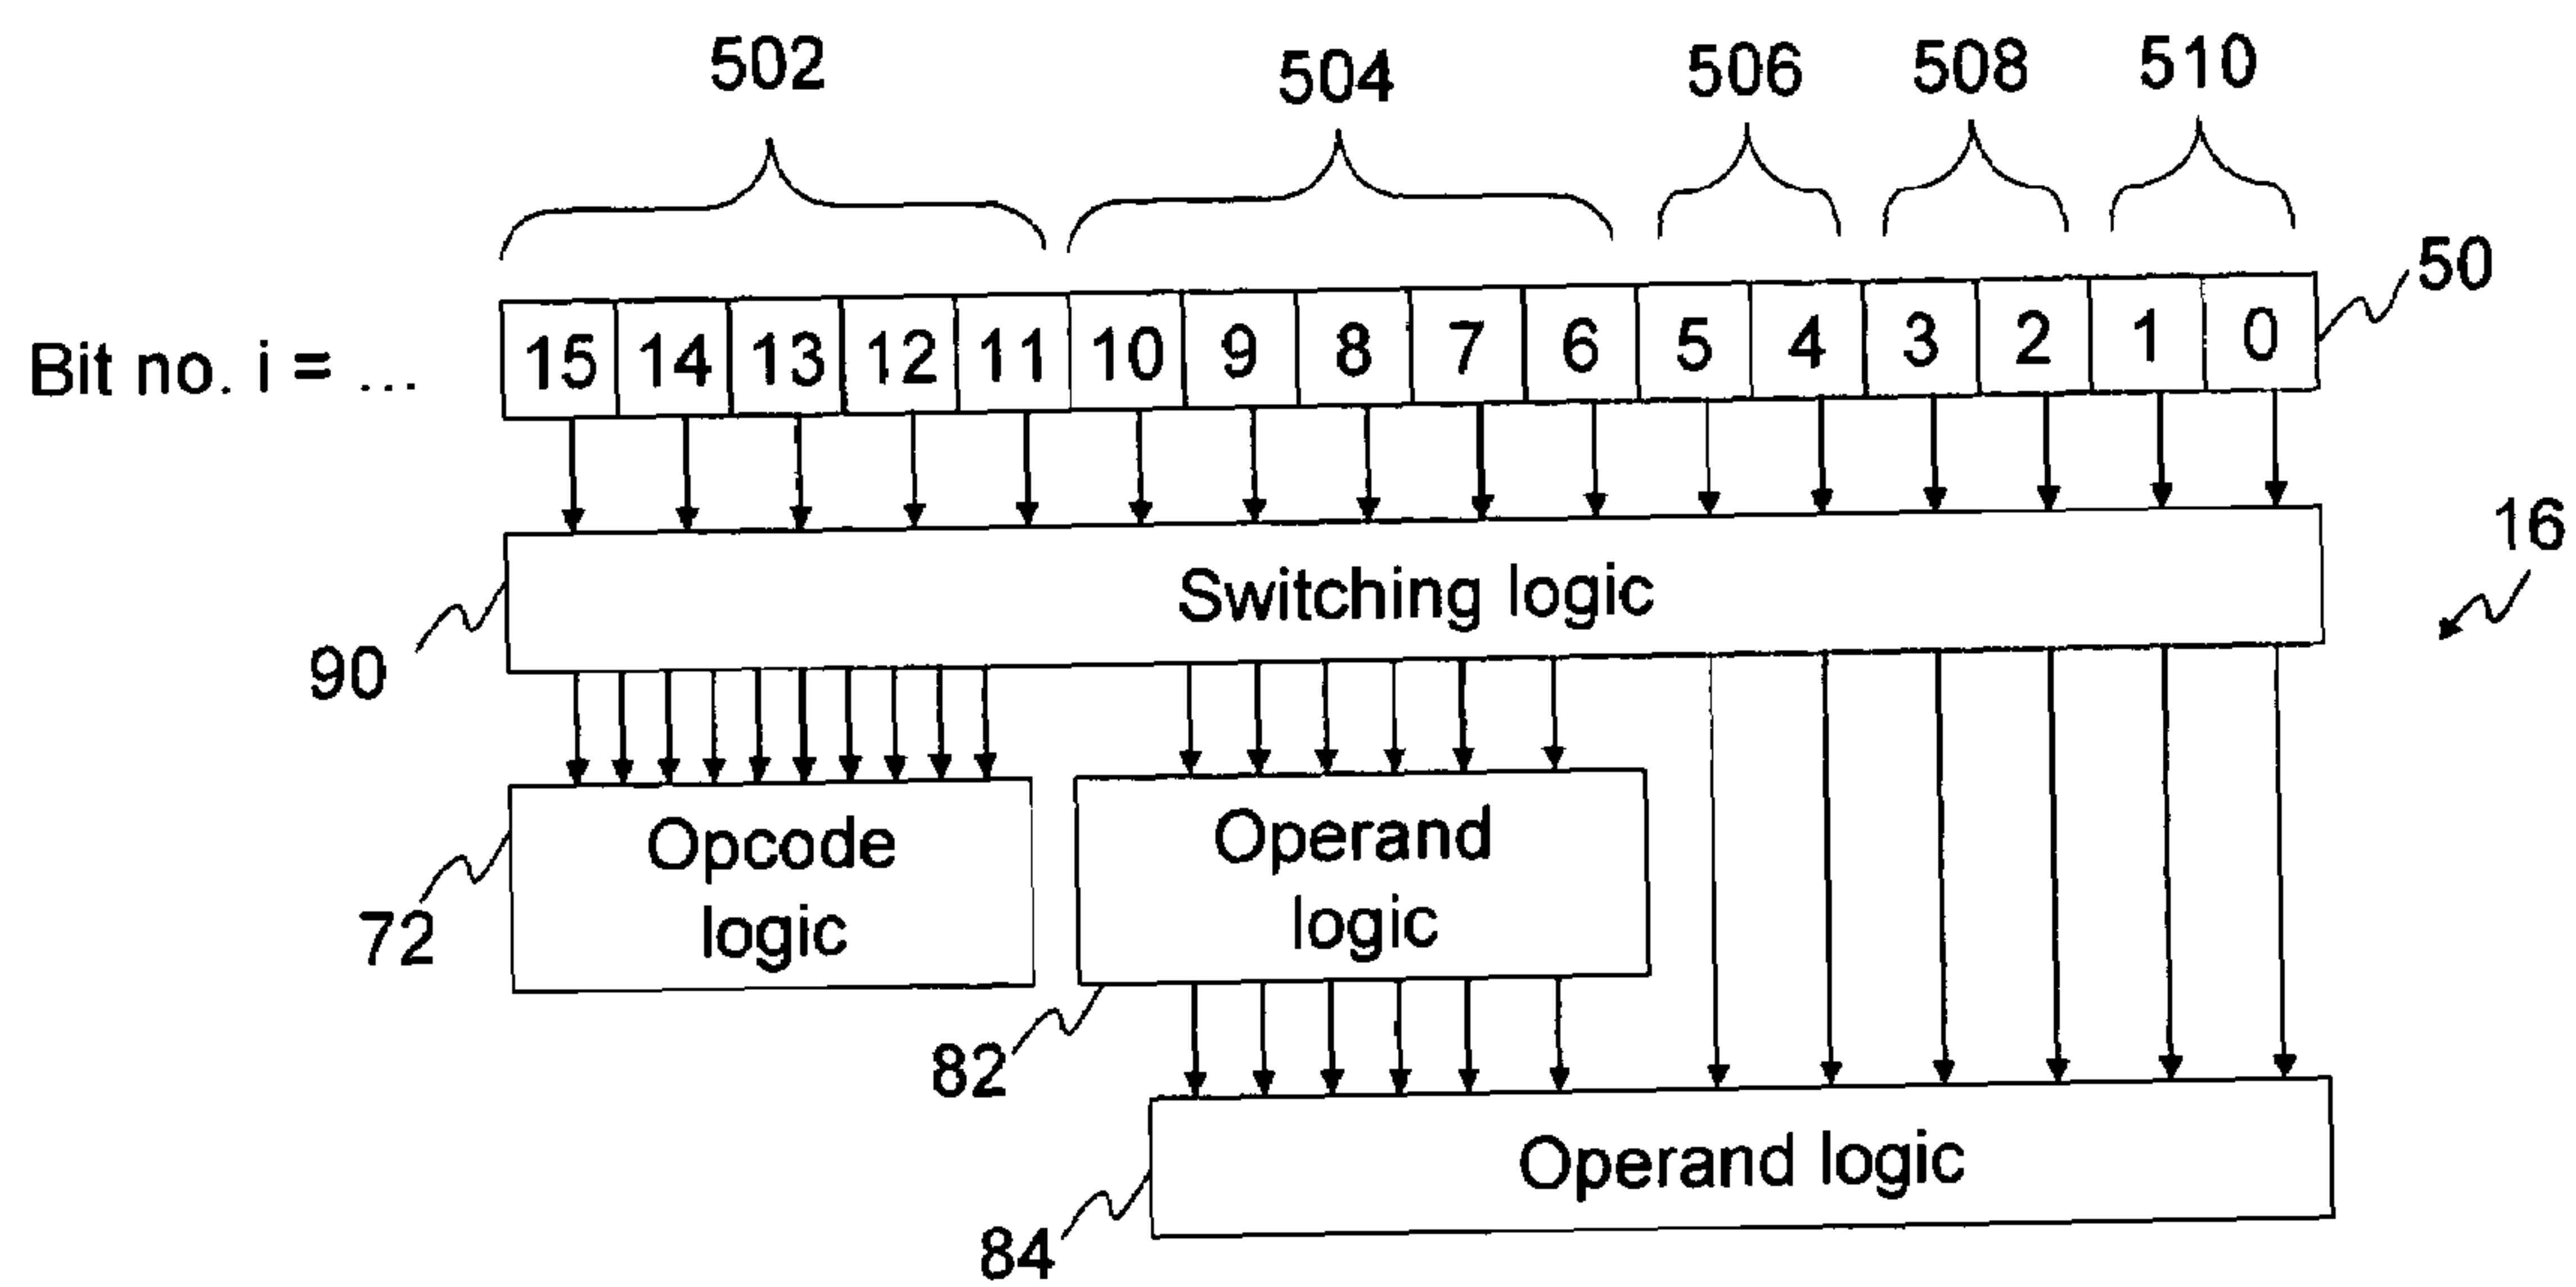 502 504 506 508 510
50
Bit no. i = ... 15 14 13 12 11 10 9 8 7 6 5 4 3 2 1 0
16
Switching logic
90
Opcode logic
Operand logic
72
82
Operand logic
84